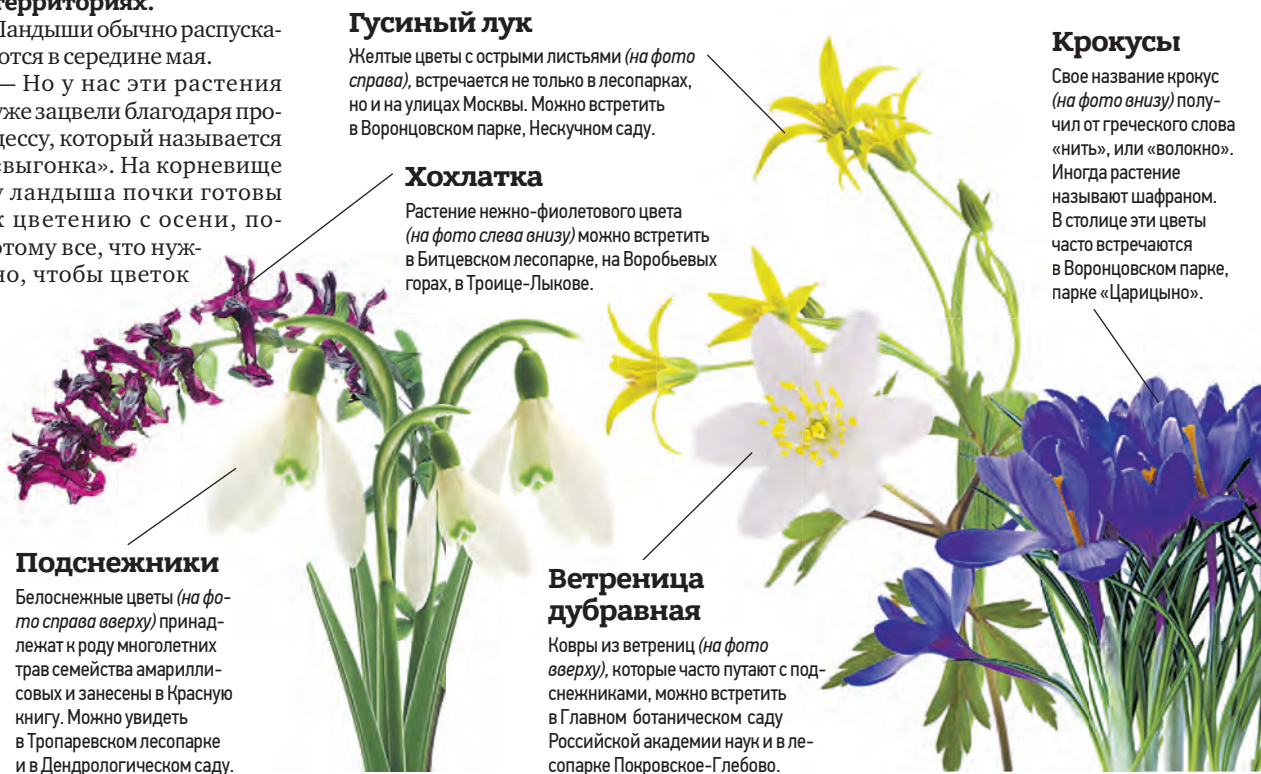 территориях.
Ландыши обычно распуска-
ются в середине мая.
— Но у нас эти растения
уже зацвели благодаря про-
цессу, который называется
«выгонка». На корневище
у ландыша почки готовы
к цветению с осени, по-
этому все, что нуж-
но, чтобы цветок
Гусиный лук
Желтые цветы с острыми листьями (на фото
справа), встречается не только в лесопарках,
но и на улицах Москвы. Можно встретить
в Воронцовском парке, Нескучном саду.
Хохлатка
Растение нежно-фиолетового цвета
(на фото слева внизу) можно встретить
в Битцевском лесопарке, на Воробьевых
горах, в Троице-Лыкове.
Крокусы
Свое название крокус
(на фото внизу) полу-
чил от греческого слова
«нить», или «волокно».
Иногда растение
называют шафраном.
В столице эти цветы
часто встречаются
в Воронцовском парке,
парке «Царицыно».
Подснежники
Белоснежные цветы (на фо-
то справа вверху) принад-
лежат к роду многолетних
трав семейства амарилли-
совых и занесены в Красную
книгу. Можно увидеть
в Тропаревском лесопарке
и в Дендрологическом саду.
Ветреница
дубравная
Ковры из ветрениц (на фото
вверху), которые часто путают с под-
снежниками, можно встретить
в Главном ботаническом саду
Российской академии наук и в ле-
сопарке Покровское-Глебово.